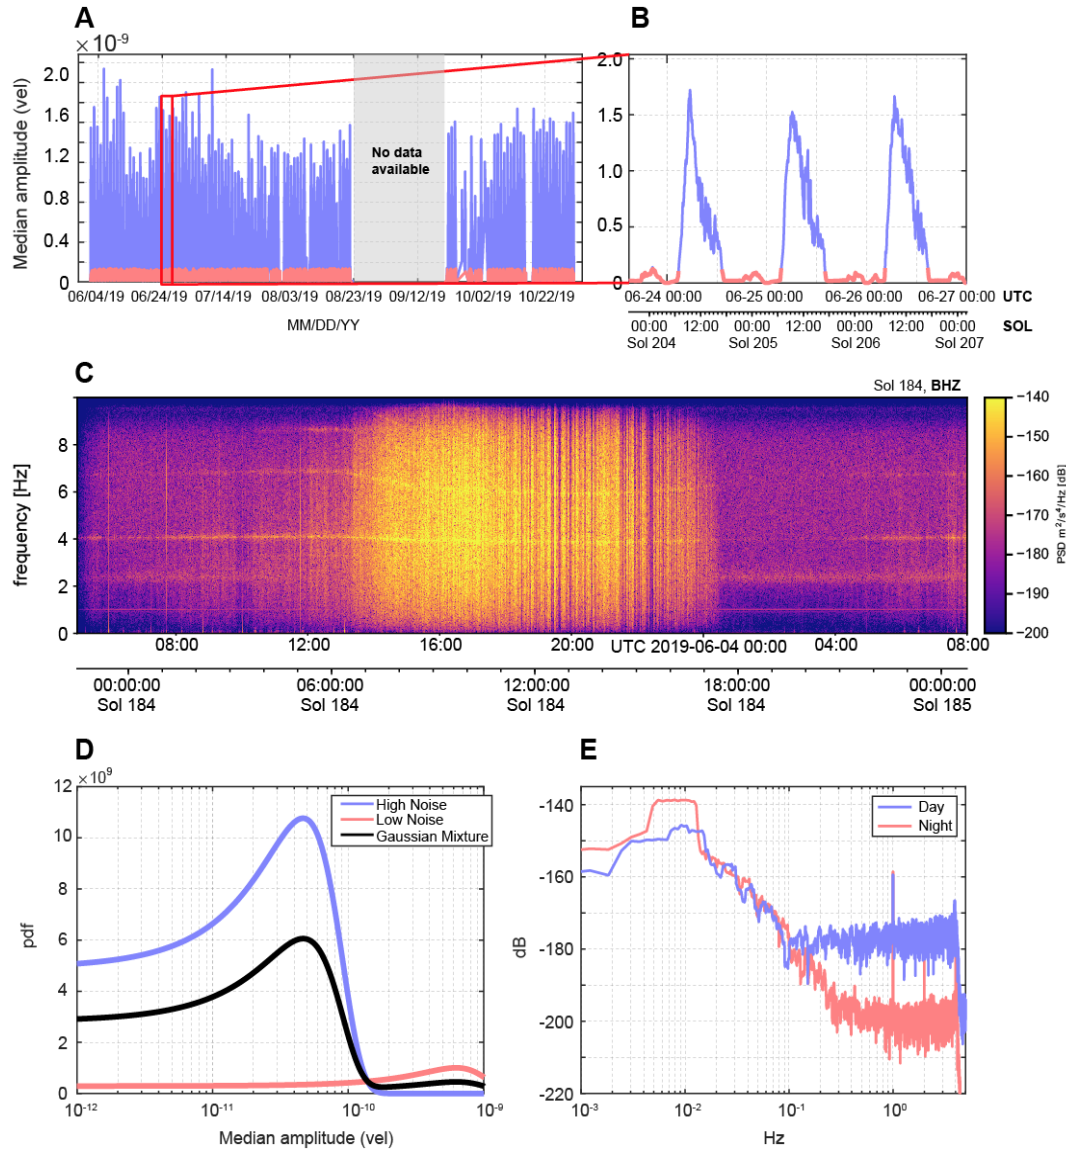 A
×10⁻⁹
Median amplitude (vel)
2.0
1.6
1.2
0.8
0.4
0
No data
available
06/04/19 06/24/19 07/14/19 08/03/19 08/23/19 09/12/19 10/02/19 10/22/19
MM/DD/YY
B
2.0
1.5
1.0
0.5
0
06-24 00:00 06-25 00:00 06-26 00:00 06-27 00:00 UTC
00:00 12:00 00:00 12:00 00:00 12:00 00:00 SOL
Sol 204 Sol 205 Sol 206 Sol 207
C
Sol 184, BHZ
frequency [Hz]
8
6
4
2
0
08:00 12:00 16:00 20:00 UTC 2019-06-04 00:00 04:00 08:00
00:00:00 06:00:00 12:00:00 18:00:00 00:00:00
Sol 184 Sol 184 Sol 184 Sol 184 Sol 185
−140
−150
−160
−170
−180
−190
−200
PSD m²/s⁴/Hz [dB]
D
×10⁹
12
10
8
6
4
2
0
pdf
High Noise
Low Noise
Gaussian Mixture
10⁻¹² 10⁻¹¹ 10⁻¹⁰ 10⁻⁹
Median amplitude (vel)
E
-140
-160
-180
-200
-220
dB
Day
Night
10⁻³ 10⁻² 10⁻¹ 10⁰
Hz